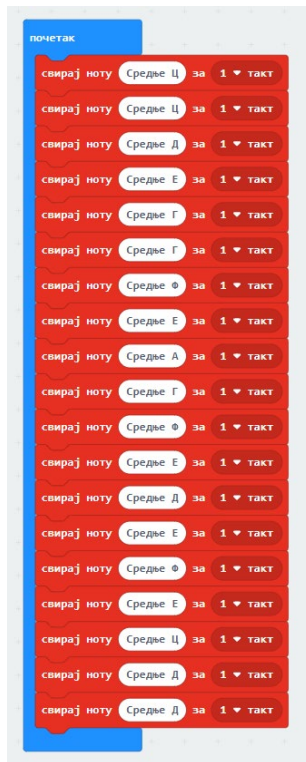 почетак
свирај ноту Средње Ц за 1 такт
свирај ноту Средње Ц за 1 такт
свирај ноту Средње Д за 1 такт
свирај ноту Средње Е за 1 такт
свирај ноту Средње Г за 1 такт
свирај ноту Средње Г за 1 такт
свирај ноту Средње Ф за 1 такт
свирај ноту Средње Е за 1 такт
свирај ноту Средње А за 1 такт
свирај ноту Средње Г за 1 такт
свирај ноту Средње Ф за 1 такт
свирај ноту Средње Е за 1 такт
свирај ноту Средње Д за 1 такт
свирај ноту Средње Е за 1 такт
свирај ноту Средње Ф за 1 такт
свирај ноту Средње Е за 1 такт
свирај ноту Средње Ц за 1 такт
свирај ноту Средње Д за 1 такт
свирај ноту Средње Д за 1 такт